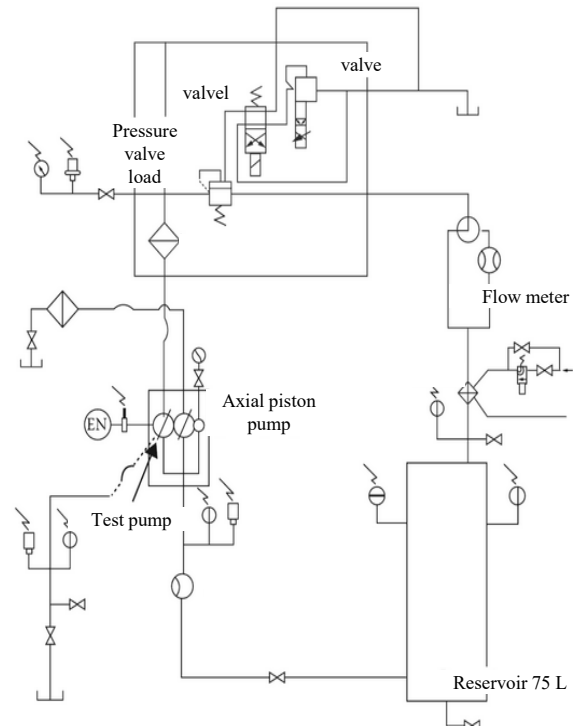 valve
valvel
Pressure
valve
load
Flow meter
Axial piston
pump
EN
Test pump
Reservoir 75 L